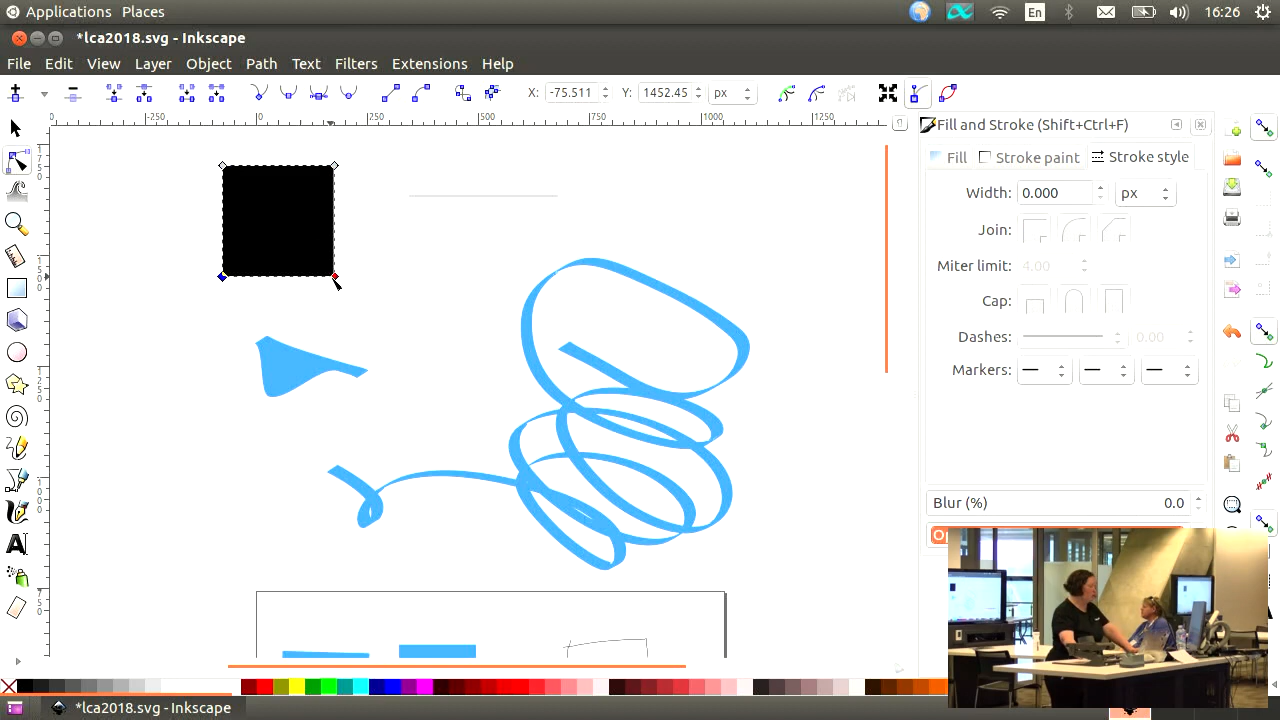 Applications Places En 16:26
*lca2018.svg - Inkscape
File Edit View Layer Object Path Text Filters Extensions Help
X: -75.511 Y: 1452.45 px
-250 0 250 500 750 1000 1250
Fill and Stroke (Shift+Ctrl+F)
Fill Stroke paint Stroke style
Width: 0.000 px
Join:
Miter limit: 4.00
Cap:
Dashes: 0.00
Markers:
Blur (%) 0.0
*lca2018.svg - Inkscape